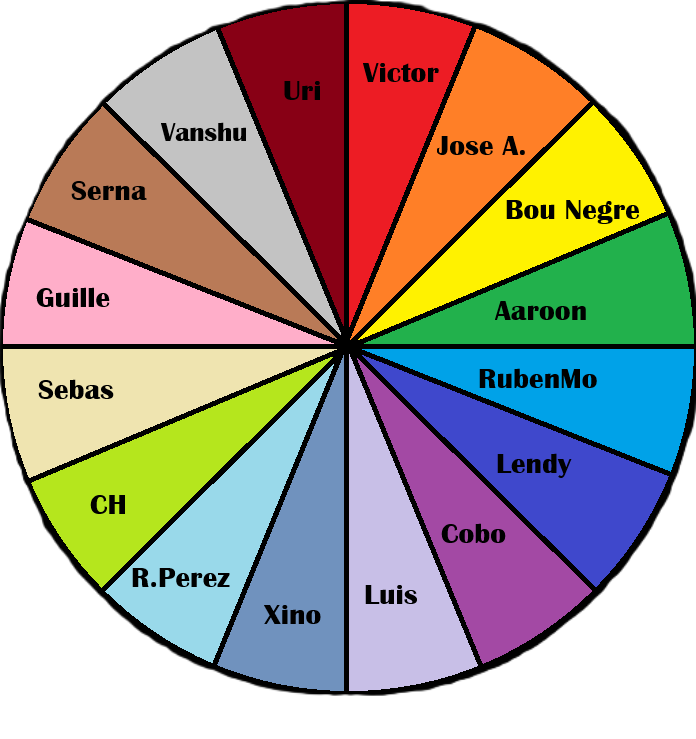 Victor
Jose A.
Bou Negre
Aaroon
RubenMo
Lendy
Cobo
Luis
Xino
R.Perez
CH
Sebas
Guille
Serna
Vanshu
Uri